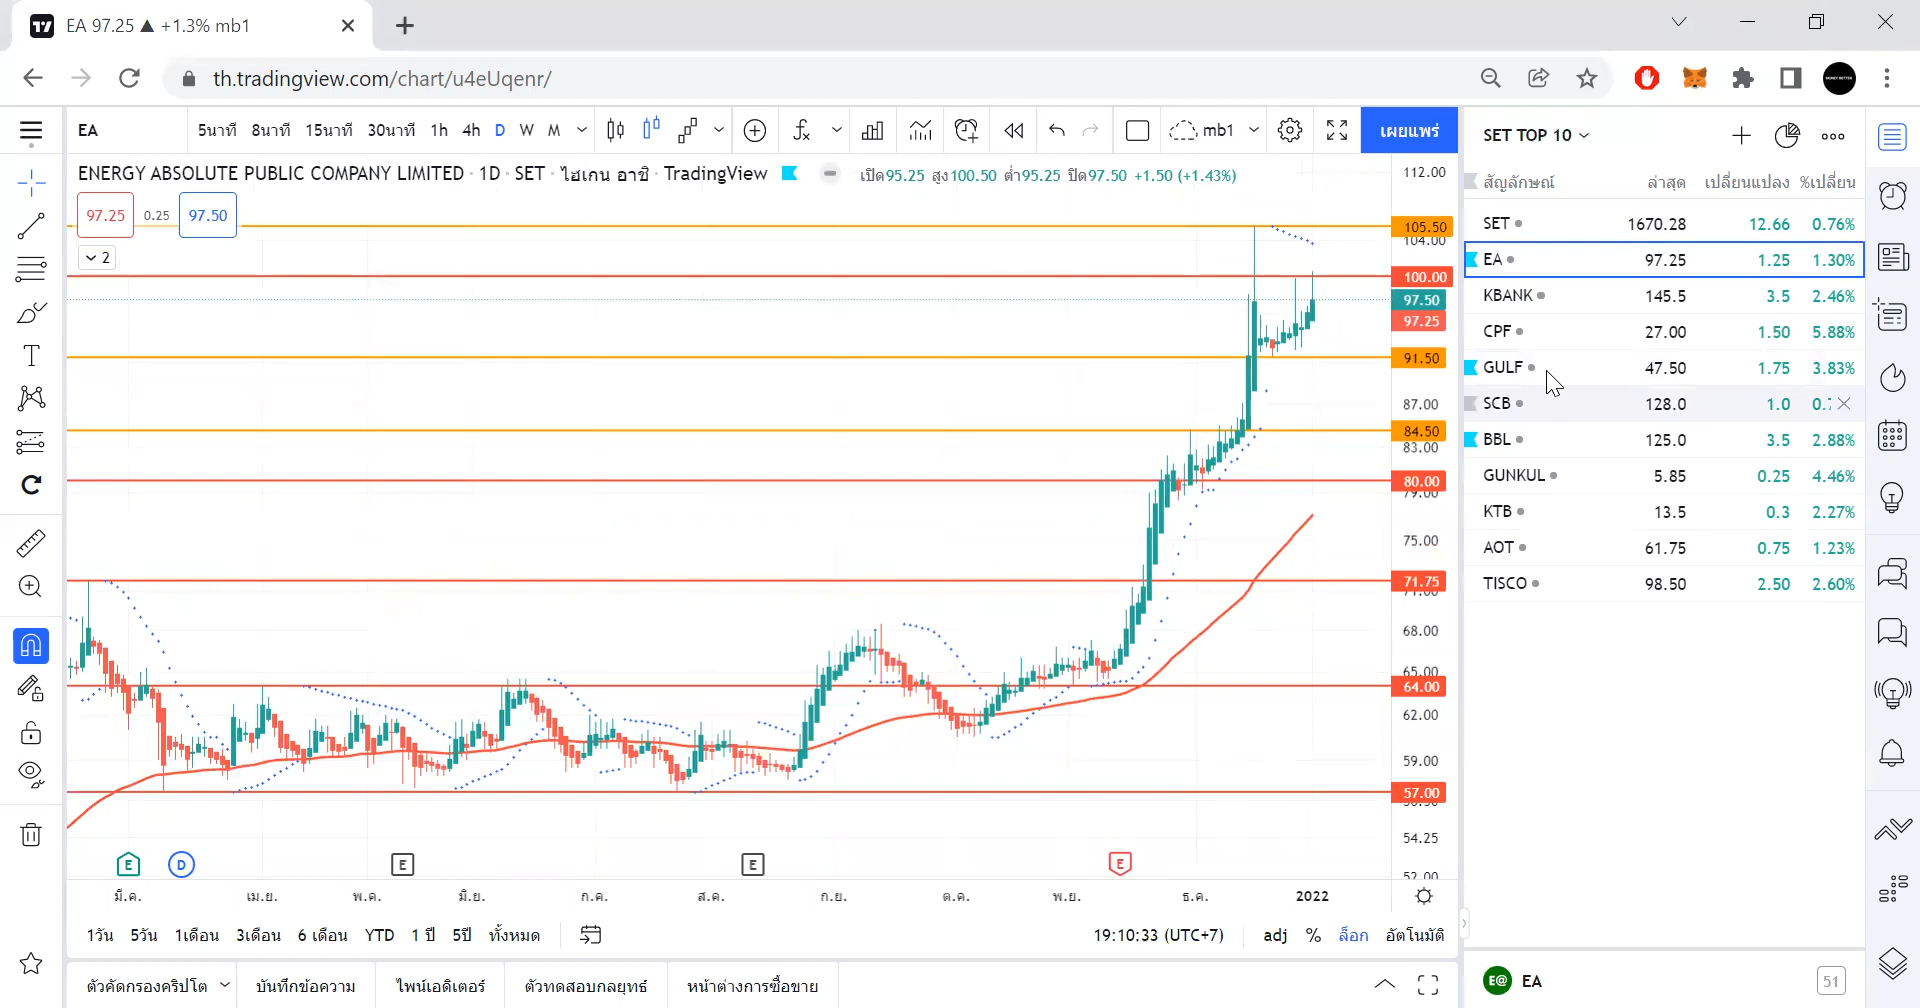 EA 97.25 ▲ +1.3% mb1
th.tradingview.com/chart/u4eUqenr/
EA 5นาที 8นาที 15นาที 30นาที 1h 4h D W M mb1 เผยแพร่
ENERGY ABSOLUTE PUBLIC COMPANY LIMITED · 1D · SET · ไฮเกน อาชิ · TradingView เปิด95.25 สูง100.50 ต่ำ95.25 ปิด97.50 +1.50 (+1.43%)
97.25 0.25 97.50
2
112.00
105.50
104.00
100.00
97.50
97.25
91.50
87.00
84.50
83.00
80.00
79.00
75.00
71.75
71.00
68.00
65.00
64.00
62.00
59.00
57.00
54.25
52.00
E D E E E
มี.ค. เม.ย. พ.ค. มิ.ย. ก.ค. ส.ค. ก.ย. ต.ค. พ.ย. ธ.ค. 2022
1วัน 5วัน 1เดือน 3เดือน 6 เดือน YTD 1 ปี 5ปี ทั้งหมด 19:10:33 (UTC+7) adj % ล็อก อัตโนมัติ
ตัวคัดกรองคริปโต บันทึกข้อความ ไพน์เอดิเตอร์ ตัวทดสอบกลยุทธ์ หน้าต่างการซื้อขาย
SET TOP 10
สัญลักษณ์ ล่าสุด เปลี่ยนแปลง %เปลี่ยน
SET 1670.28 12.66 0.76%
EA 97.25 1.25 1.30%
KBANK 145.5 3.5 2.46%
CPF 27.00 1.50 5.88%
GULF 47.50 1.75 3.83%
SCB 128.0 1.0
BBL 125.0 3.5 2.88%
GUNKUL 5.85 0.25 4.46%
KTB 13.5 0.3 2.27%
AOT 61.75 0.75 1.23%
TISCO 98.50 2.50 2.60%
E@ EA 51